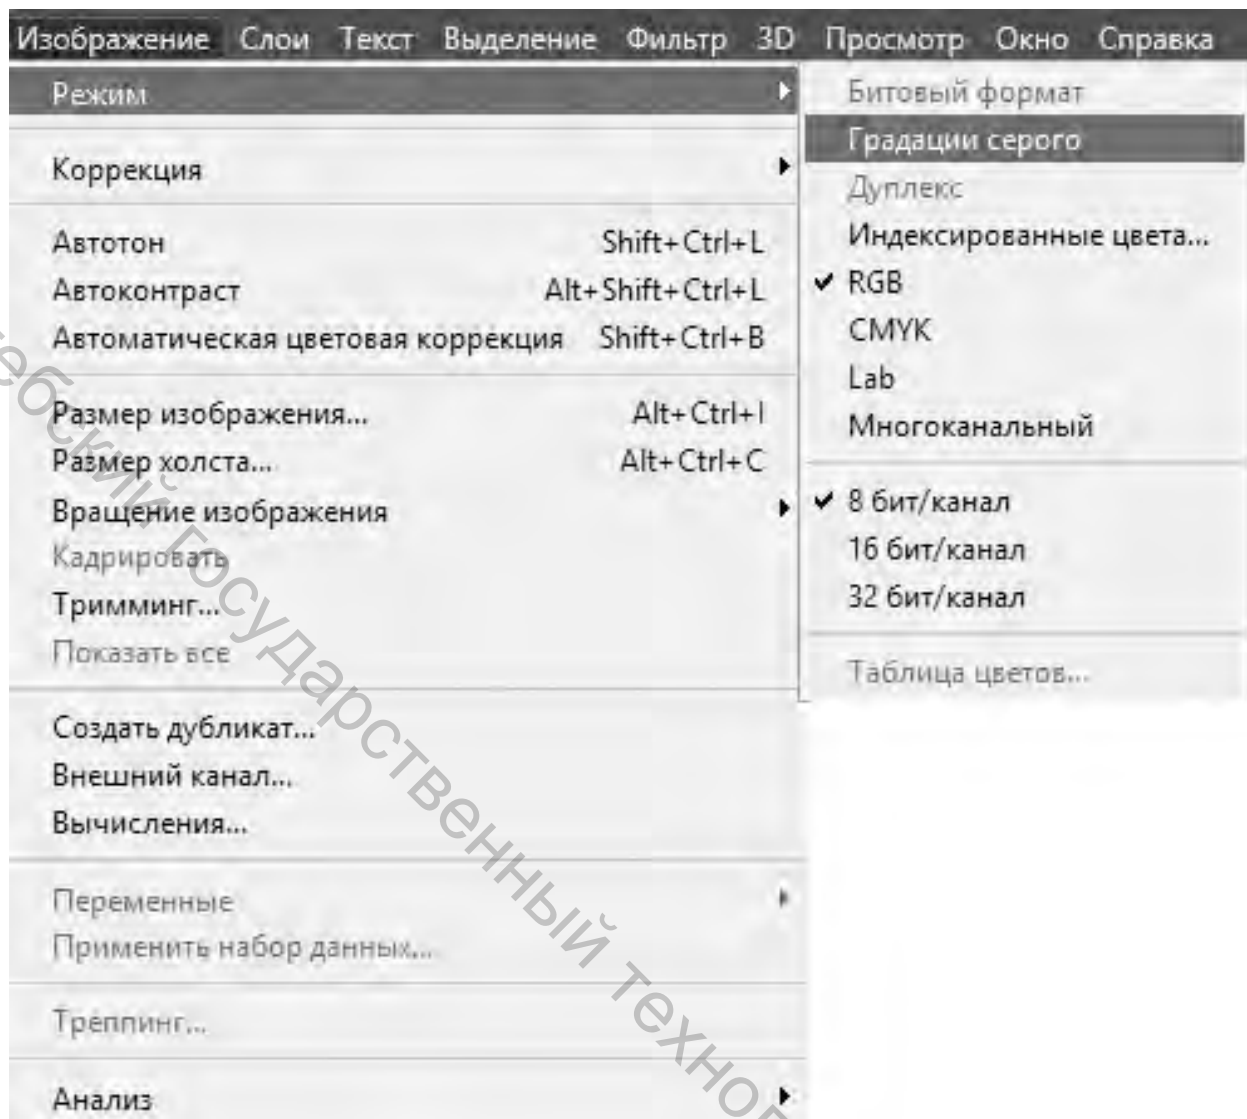 Изображение Слои Текст Выделение Фильтр 3D Просмотр Окно Справка
Режим
Коррекция
Автотон Shift+Ctrl+L
Автоконтраст Alt+Shift+Ctrl+L
Автоматическая цветовая коррекция Shift+Ctrl+B
Размер изображения... Alt+Ctrl+I
Размер холста... Alt+Ctrl+C
Вращение изображения
Кадрировать
Тримминг...
Показать все
Создать дубликат...
Внешний канал...
Вычисления...
Переменные
Применить набор данных...
Треппинг...
Анализ
Битовый формат
Градации серого
Дуплекс
Индексированные цвета...
✔ RGB
CMYK
Lab
Многоканальный
✔ 8 бит/канал
16 бит/канал
32 бит/канал
Таблица цветов...
государственный